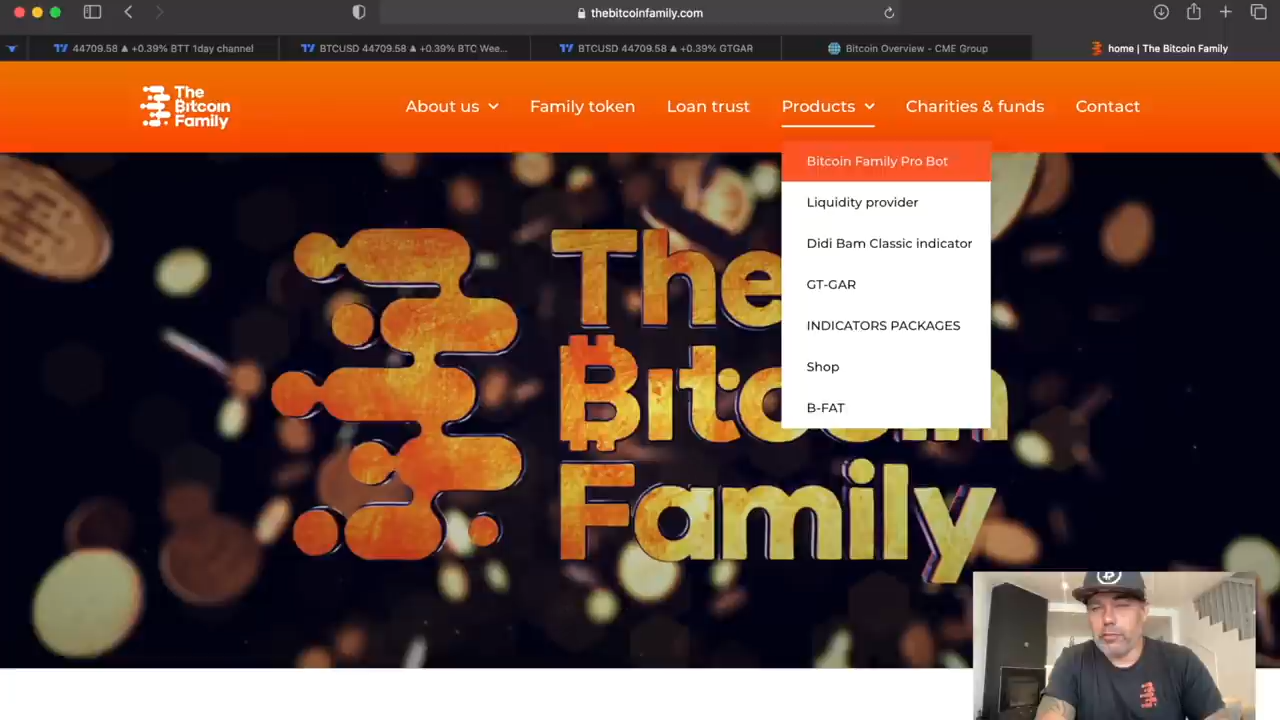 thebitcoinfamily.com
44709.58 ▲ +0.39% BTT 1day channel
BTCUSD 44709.58 ▲ +0.39% BTC Wee...
BTCUSD 44709.58 ▲ +0.39% GTGAR
Bitcoin Overview - CME Group
home | The Bitcoin Family
The
Bitcoin
Family
About us
Family token
Loan trust
Products
Charities & funds
Contact
Bitcoin Family Pro Bot
Liquidity provider
Didi Bam Classic indicator
GT-GAR
INDICATORS PACKAGES
Shop
B-FAT
The
Bitcoin
Family